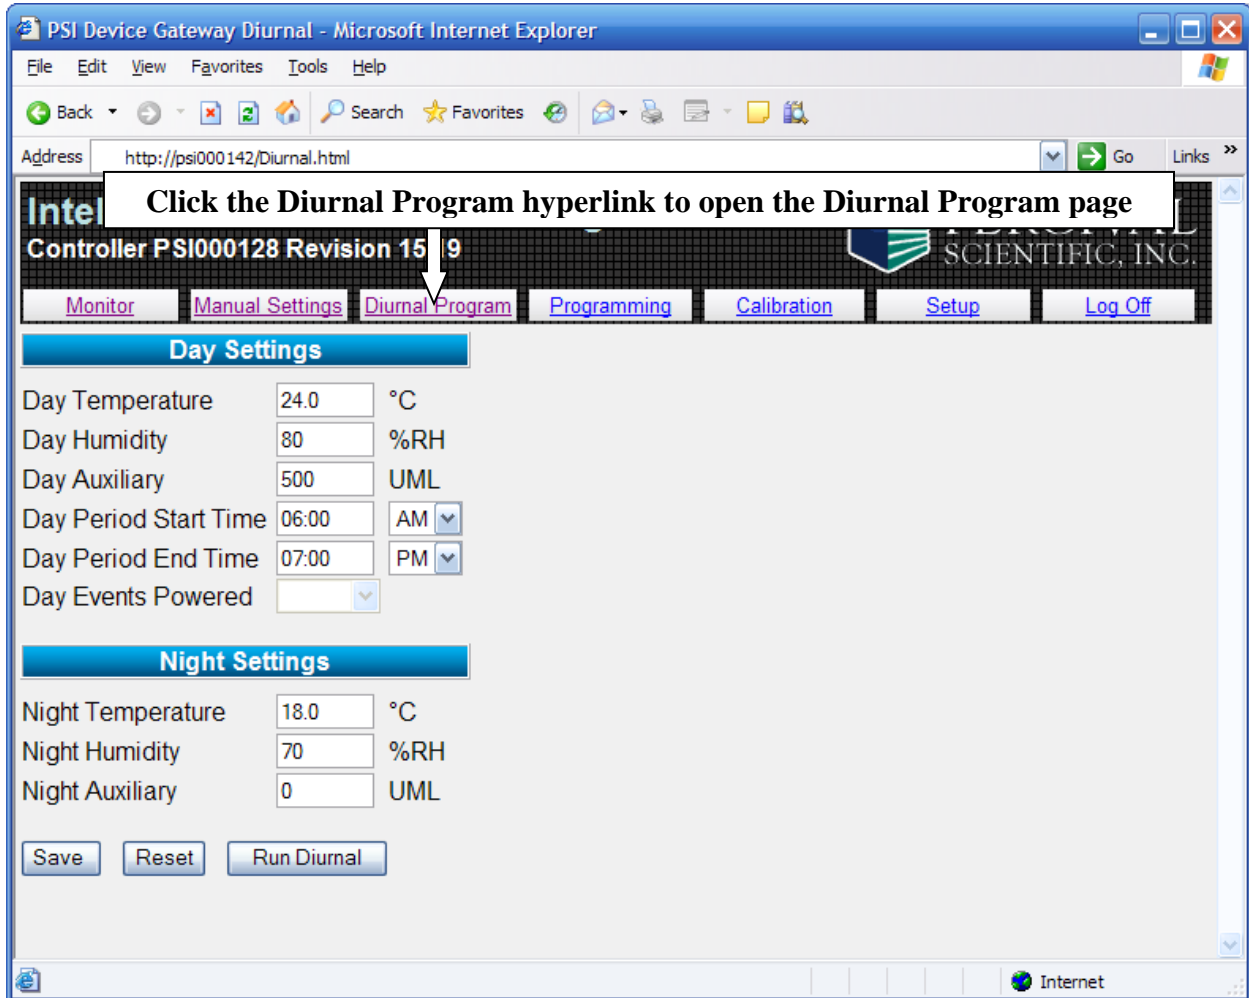 PSI Device Gateway Diurnal - Microsoft Internet Explorer
File Edit View Favorites Tools Help
Back Search Favorites
Address http://psi000142/Diurnal.html Go Links »
Click the Diurnal Program hyperlink to open the Diurnal Program page
Controller PSI000128 Revision
SCIENTIFIC, INC.
Monitor Manual Settings Diurnal Program Programming Calibration Setup Log Off
Day Settings
Day Temperature 24.0 °C
Day Humidity 80 %RH
Day Auxiliary 500 UML
Day Period Start Time 06:00 AM
Day Period End Time 07:00 PM
Day Events Powered
Night Settings
Night Temperature 18.0 °C
Night Humidity 70 %RH
Night Auxiliary 0 UML
Save Reset Run Diurnal
Internet